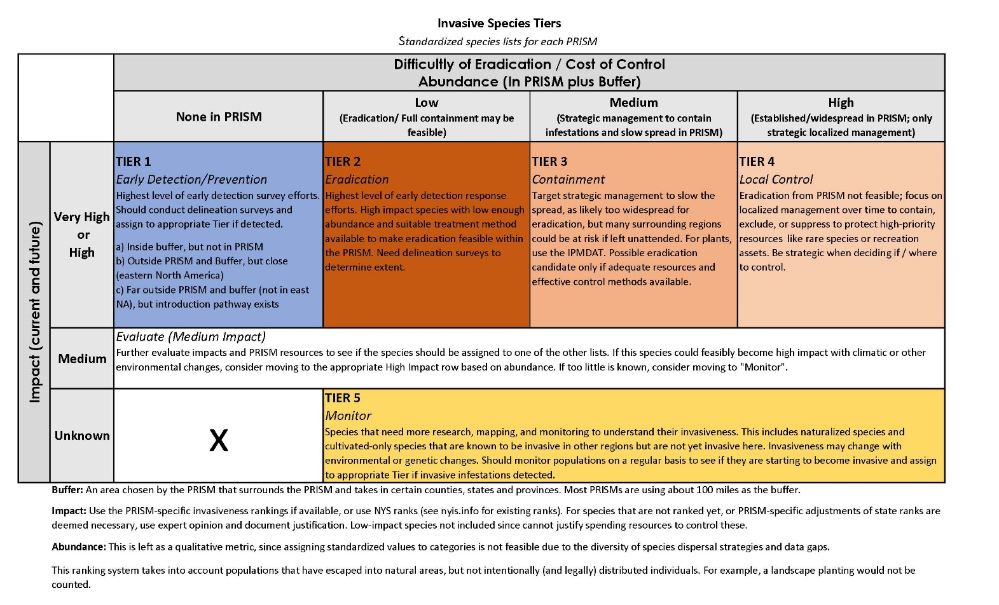 Invasive Species Tiers
Standardized species lists for each PRISM
Difficultly of Eradication / Cost of Control
Abundance (In PRISM plus Buffer)
None in PRISM
Low
(Eradication/ Full containment may be
feasible)
Medium
(Strategic management to contain
infestations and slow spread in PRISM)
High
(Established/widespread in PRISM; only
strategic localized management)
Impact (current and future)
Very High
or
High
TIER 1
Early Detection/Prevention
Highest level of early detection survey efforts.
Should conduct delineation surveys and
assign to appropriate Tier if detected.
a) Inside buffer, but not in PRISM
b) Outside PRISM and Buffer, but close
(eastern North America)
c) Far outside PRISM and buffer (not in east
NA), but introduction pathway exists
TIER 2
Eradication
Highest level of early detection response
efforts. High impact species with low enough
abundance and suitable treatment method
available to make eradication feasible within
the PRISM. Need delineation surveys to
determine extent.
TIER 3
Containment
Target strategic management to slow the
spread, as likely too widespread for
eradication, but many surrounding regions
could be at risk if left unattended. For plants,
use the IPMDAT. Possible eradication
candidate only if adequate resources and
effective control methods available.
TIER 4
Local Control
Eradication from PRISM not feasible; focus on
localized management over time to contain,
exclude, or suppress to protect high-priority
resources like rare species or recreation
assets. Be strategic when deciding if / where
to control.
Medium
Evaluate (Medium Impact)
Further evaluate impacts and PRISM resources to see if the species should be assigned to one of the other lists. If this species could feasibly become high impact with climatic or other
environmental changes, consider moving to the appropriate High Impact row based on abundance. If too little is known, consider moving to "Monitor".
Unknown
X
TIER 5
Monitor
Species that need more research, mapping, and monitoring to understand their invasiveness. This includes naturalized species and
cultivated-only species that are known to be invasive in other regions but are not yet invasive here. Invasiveness may change with
environmental or genetic changes. Should monitor populations on a regular basis to see if they are starting to become invasive and assign
to appropriate Tier if invasive infestations detected.
Buffer: An area chosen by the PRISM that surrounds the PRISM and takes in certain counties, states and provinces. Most PRISMs are using about 100 miles as the buffer.
Impact: Use the PRISM-specific invasiveness rankings if available, or use NYS ranks (see nyis.info for existing ranks). For species that are not ranked yet, or PRISM-specific adjustments of state ranks are
deemed necessary, use expert opinion and document justification. Low-impact species not included since cannot justify spending resources to control these.
Abundance: This is left as a qualitative metric, since assigning standardized values to categories is not feasible due to the diversity of species dispersal strategies and data gaps.
This ranking system takes into account populations that have escaped into natural areas, but not intentionally (and legally) distributed individuals. For example, a landscape planting would not be
counted.